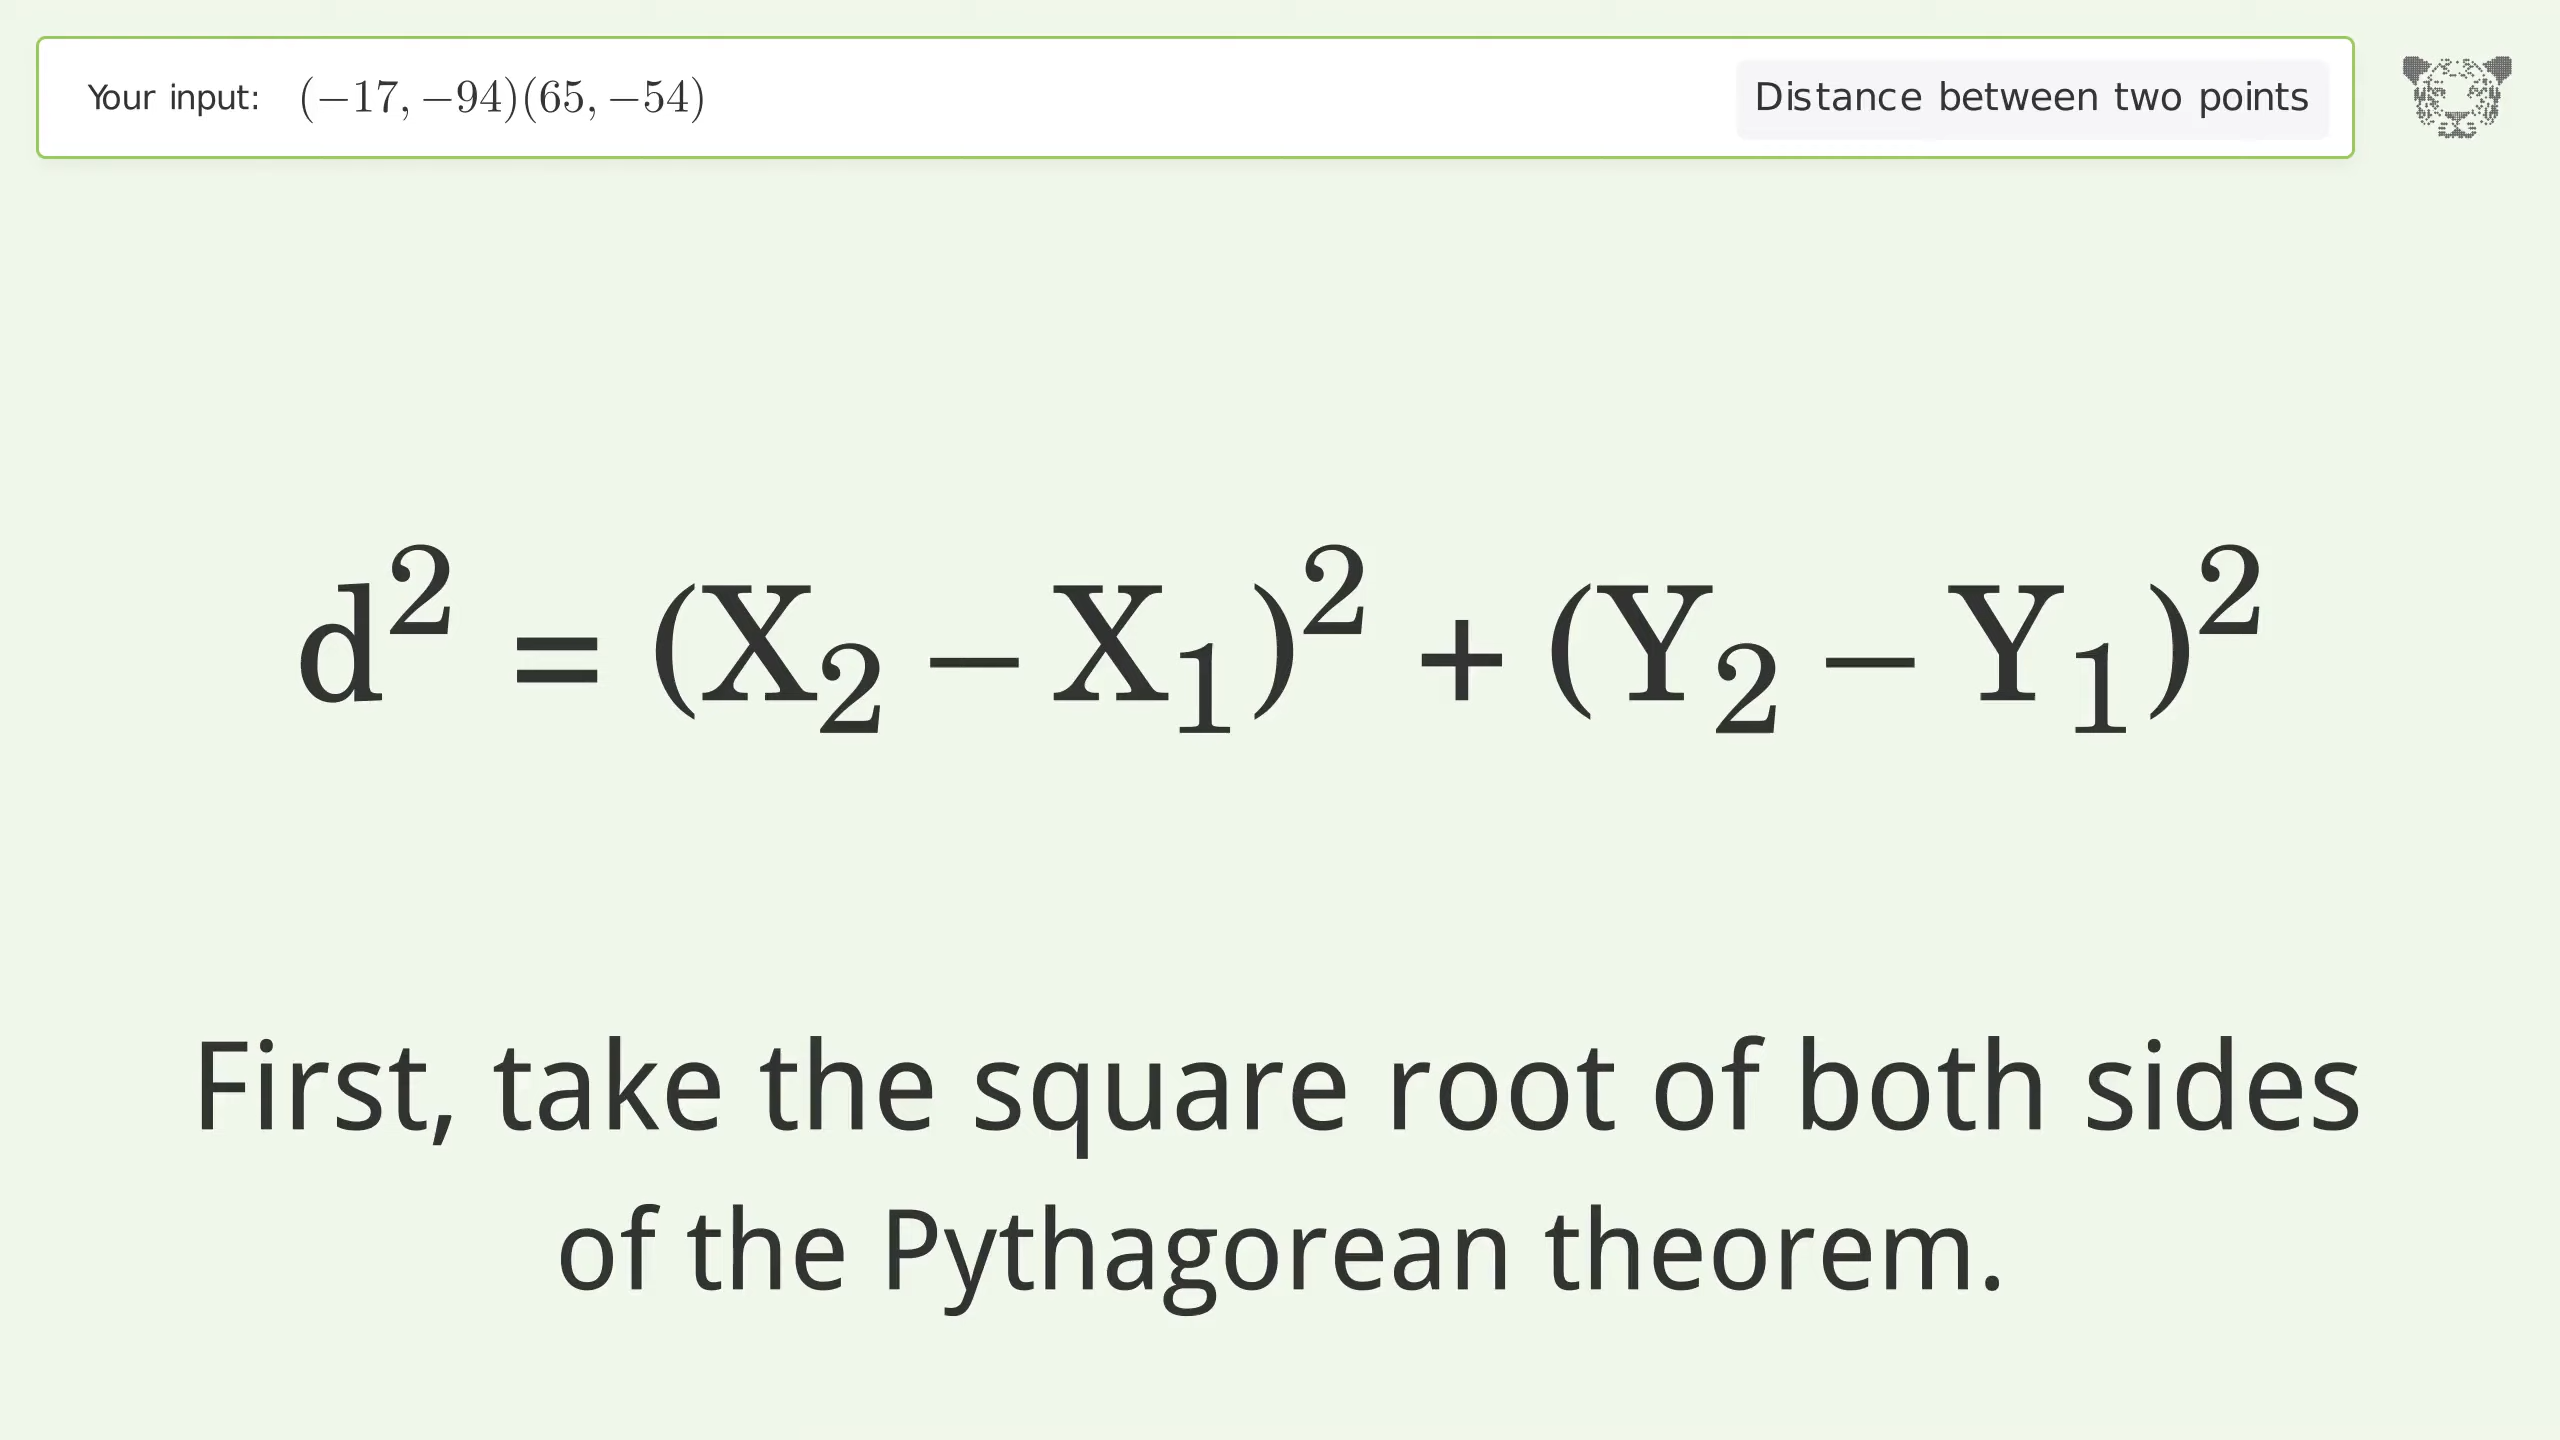 Your input: (−17, −94)(65, −54)
Distance between two points
d² = (X₂ − X₁)² + (Y₂ − Y₁)²
First, take the square root of both sides
of the Pythagorean theorem.